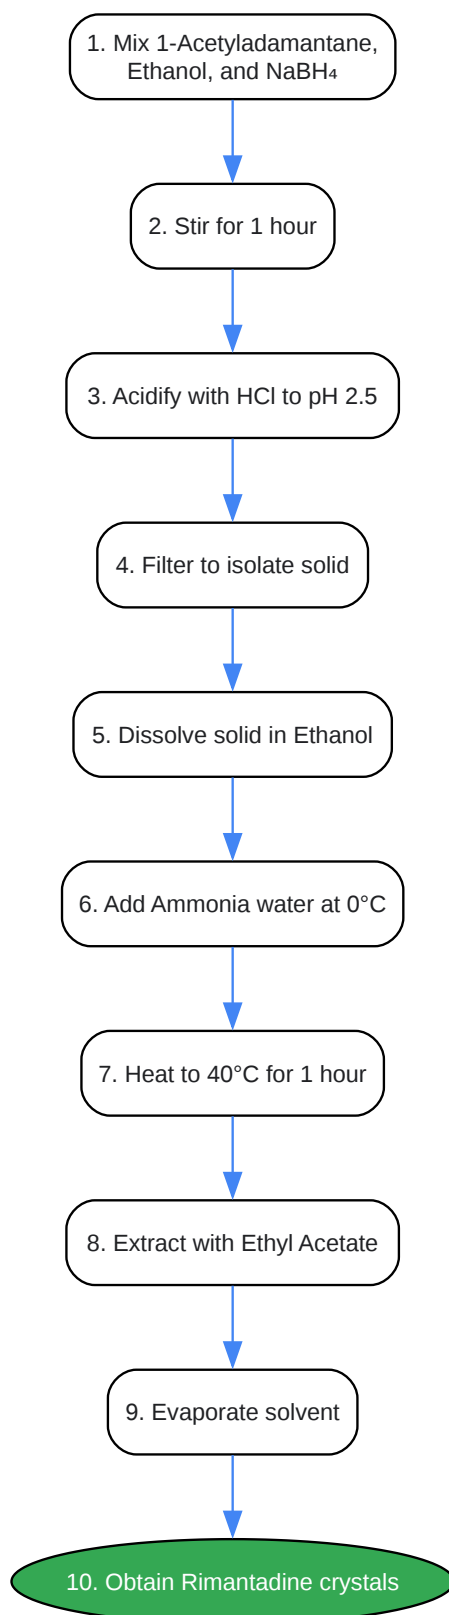 1. Mix 1-Acetyladamantane,
Ethanol, and NaBH₄
2. Stir for 1 hour
3. Acidify with HCl to pH 2.5
4. Filter to isolate solid
5. Dissolve solid in Ethanol
6. Add Ammonia water at 0°C
7. Heat to 40°C for 1 hour
8. Extract with Ethyl Acetate
9. Evaporate solvent
10. Obtain Rimantadine crystals